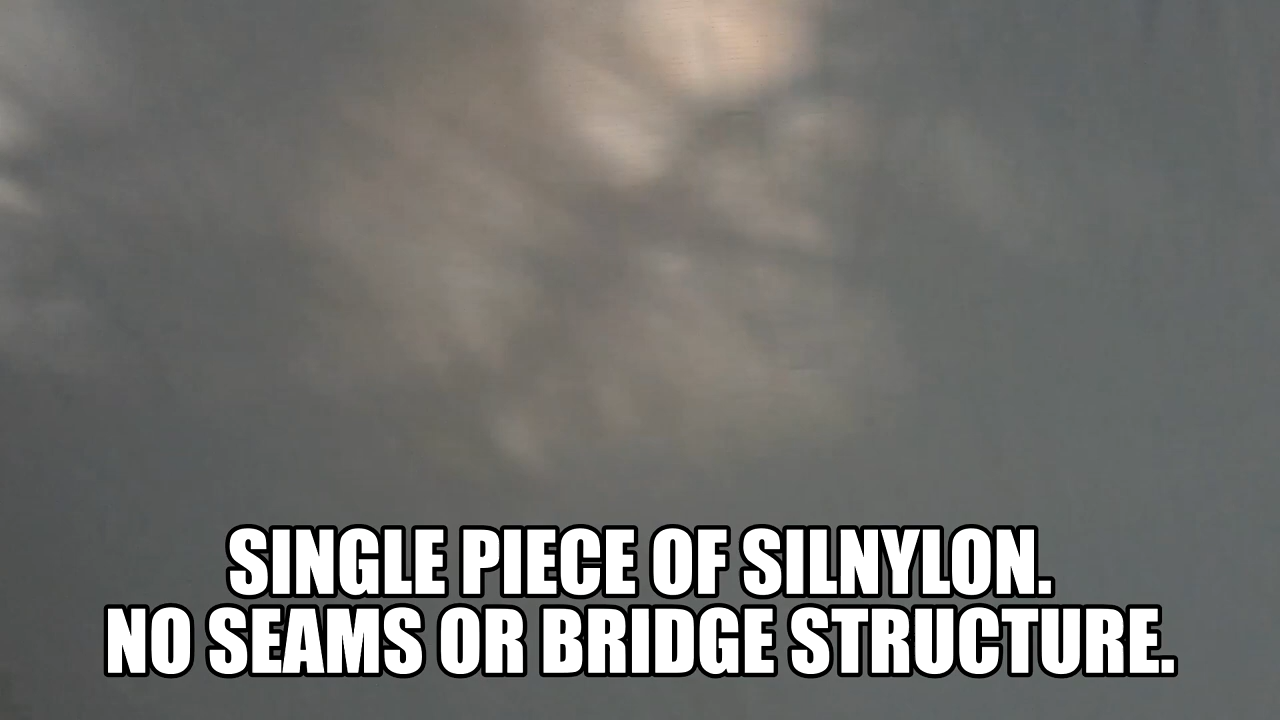 SINGLE PIECE OF SILNYLON.
NO SEAMS OR BRIDGE STRUCTURE.